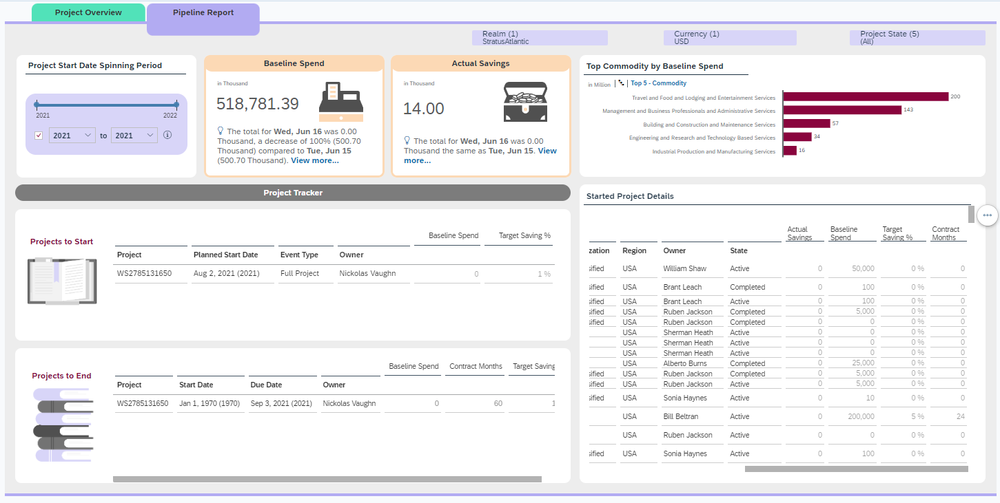 Project Overview
Pipeline Report
Realm (1)
StratusAtlantic
Currency (1)
USD
Project State (5)
(All)
Project Start Date Spinning Period
2021 2022
2021 to 2021
Baseline Spend
in Thousand
518,781.39
The total for Wed, Jun 16 was 0.00
Thousand, a decrease of 100% (500.70
Thousand) compared to Tue, Jun 15
(500.70 Thousand). View more...
Actual Savings
in Thousand
14.00
The total for Wed, Jun 16 was 0.00
Thousand the same as Tue, Jun 15. View
more...
Top Commodity by Baseline Spend
in Million | | Top 5 - Commodity
Travel and Food and Lodging and Entertainment Services 200
Management and Business Professionals and Administrative Services 143
Building and Construction and Maintenance Services 57
Engineering and Research and Technology Based Services 34
Industrial Production and Manufacturing Services 16
Project Tracker
Projects to Start
Baseline Spend Target Saving %
Project Planned Start Date Event Type Owner
WS2785131650 Aug 2, 2021 (2021) Full Project Nickolas Vaughn 0 1 %
Projects to End
Baseline Spend Contract Months Target Saving
Project Start Date Due Date Owner
WS2785131650 Jan 1, 1970 (1970) Sep 3, 2021 (2021) Nickolas Vaughn 0 60 1
Started Project Details
Actual Baseline Target Contract
Savings Spend Saving % Months
zation Region Owner State
sified USA William Shaw Active 0 50,000 0 % 0
sified USA Brant Leach Completed 0 100 0 % 0
sified USA Brant Leach Active 0 100 0 % 0
sified USA Ruben Jackson Completed 0 5,000 0 % 0
sified USA Ruben Jackson Completed 0 0 0 % 0
USA Sherman Heath Active 0 0 0 % 0
USA Sherman Heath Active 0 0 0 % 0
USA Sherman Heath Active 0 0 0 % 0
USA Alberto Burns Completed 0 25,000 0 % 0
sified USA Ruben Jackson Completed 0 5,000 0 % 0
sified USA Ruben Jackson Active 0 5,000 0 % 0
sified USA Sonia Haynes Active 0 10 0 % 0
USA Bill Beltran Active 0 200,000 5 % 24
USA Ruben Jackson Active 0 0 0 % 0
sified USA Sonia Haynes Active 0 100 0 % 0